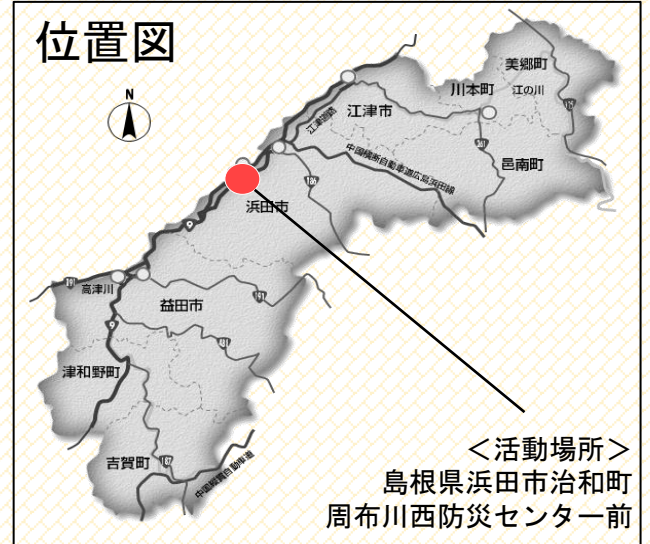 位置図
N
美郷町
川本町
江の川
江津市
江津道路
261
中国横断自動車道広島浜田線
邑南町
186
浜田市
9
191
高津川
191
益田市
9
津和野町
吉賀町
187
中国縦貫自動車道
＜活動場所＞
島根県浜田市治和町
周布川西防災センター前